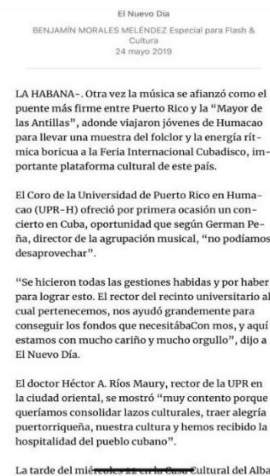 El Nuevo Día
BENJAMÍN MORALES MELÉNDEZ Especial para Flash &
Cultura
24 mayo 2019
LA HABANA-. Otra vez la música se afianzó como el
puente más firme entre Puerto Rico y la “Mayor de
las Antillas”, adonde viajaron jóvenes de Humacao
para llevar una muestra del folclor y la energía rít-
mica boricua a la Feria Internacional Cubadisco, im-
portante plataforma cultural de este país.
El Coro de la Universidad de Puerto Rico en Huma-
cao (UPR-H) ofreció por primera ocasión un con-
cierto en Cuba, oportunidad que según German Pe-
ña, director de la agrupación musical, “no podíamos
desaprovechar”.
“Se hicieron todas las gestiones habidas y por haber
para lograr esto. El rector del recinto universitario al
cual pertenecemos, nos ayudó grandemente para
conseguir los fondos que necesitábaCon mos, y aquí
estamos con mucho cariño y mucho orgullo”, dijo a
El Nuevo Día.
El doctor Héctor A. Ríos Maury, rector de la UPR en
la ciudad oriental, se mostró “muy contento porque
queríamos consolidar lazos culturales, traer alegría
puertorriqueña, nuestra cultura y hemos recibido la
hospitalidad del pueblo cubano”.
La tarde del miércoles 22 en la Casa Cultural del Alba